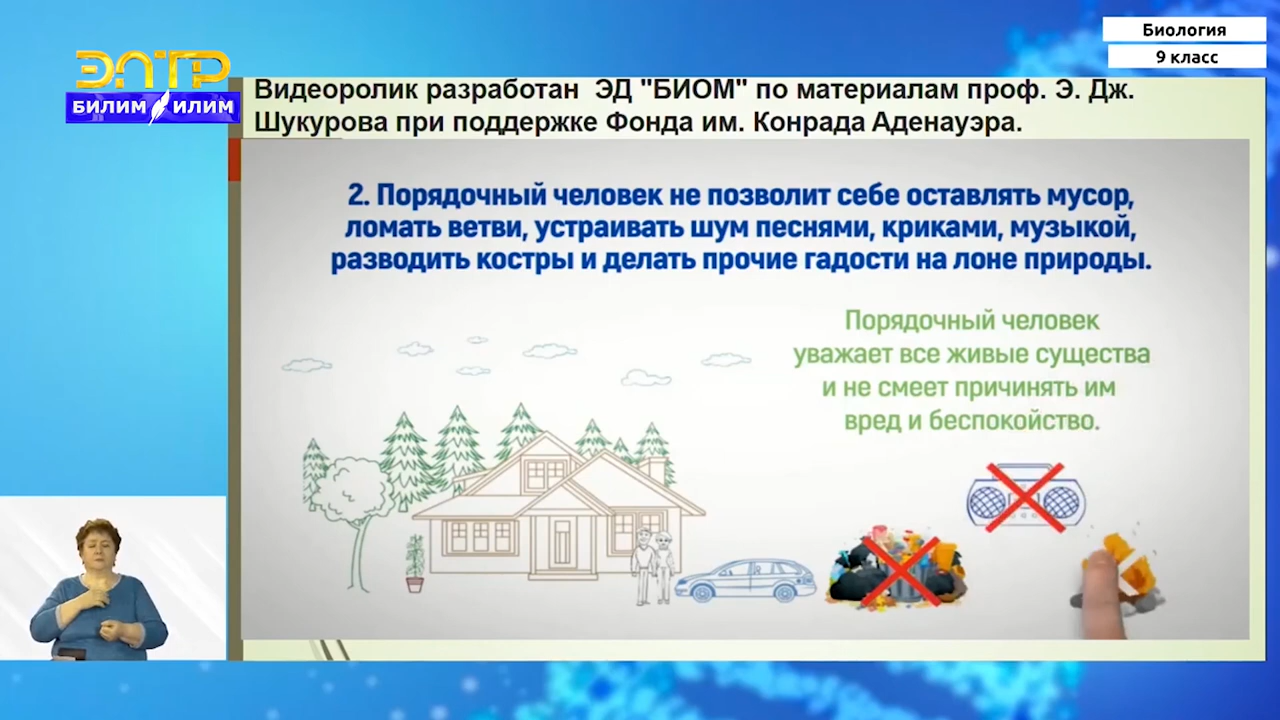 Биология
9 класс
ЭЛТР
БИЛИМ ИЛИМ
Видеоролик разработан ЭД "БИОМ" по материалам проф. Э. Дж.
Шукурова при поддержке Фонда им. Конрада Аденауэра.
2. Порядочный человек не позволит себе оставлять мусор,
ломать ветви, устраивать шум песнями, криками, музыкой,
разводить костры и делать прочие гадости на лоне природы.
Порядочный человек
уважает все живые существа
и не смеет причинять им
вред и беспокойство.